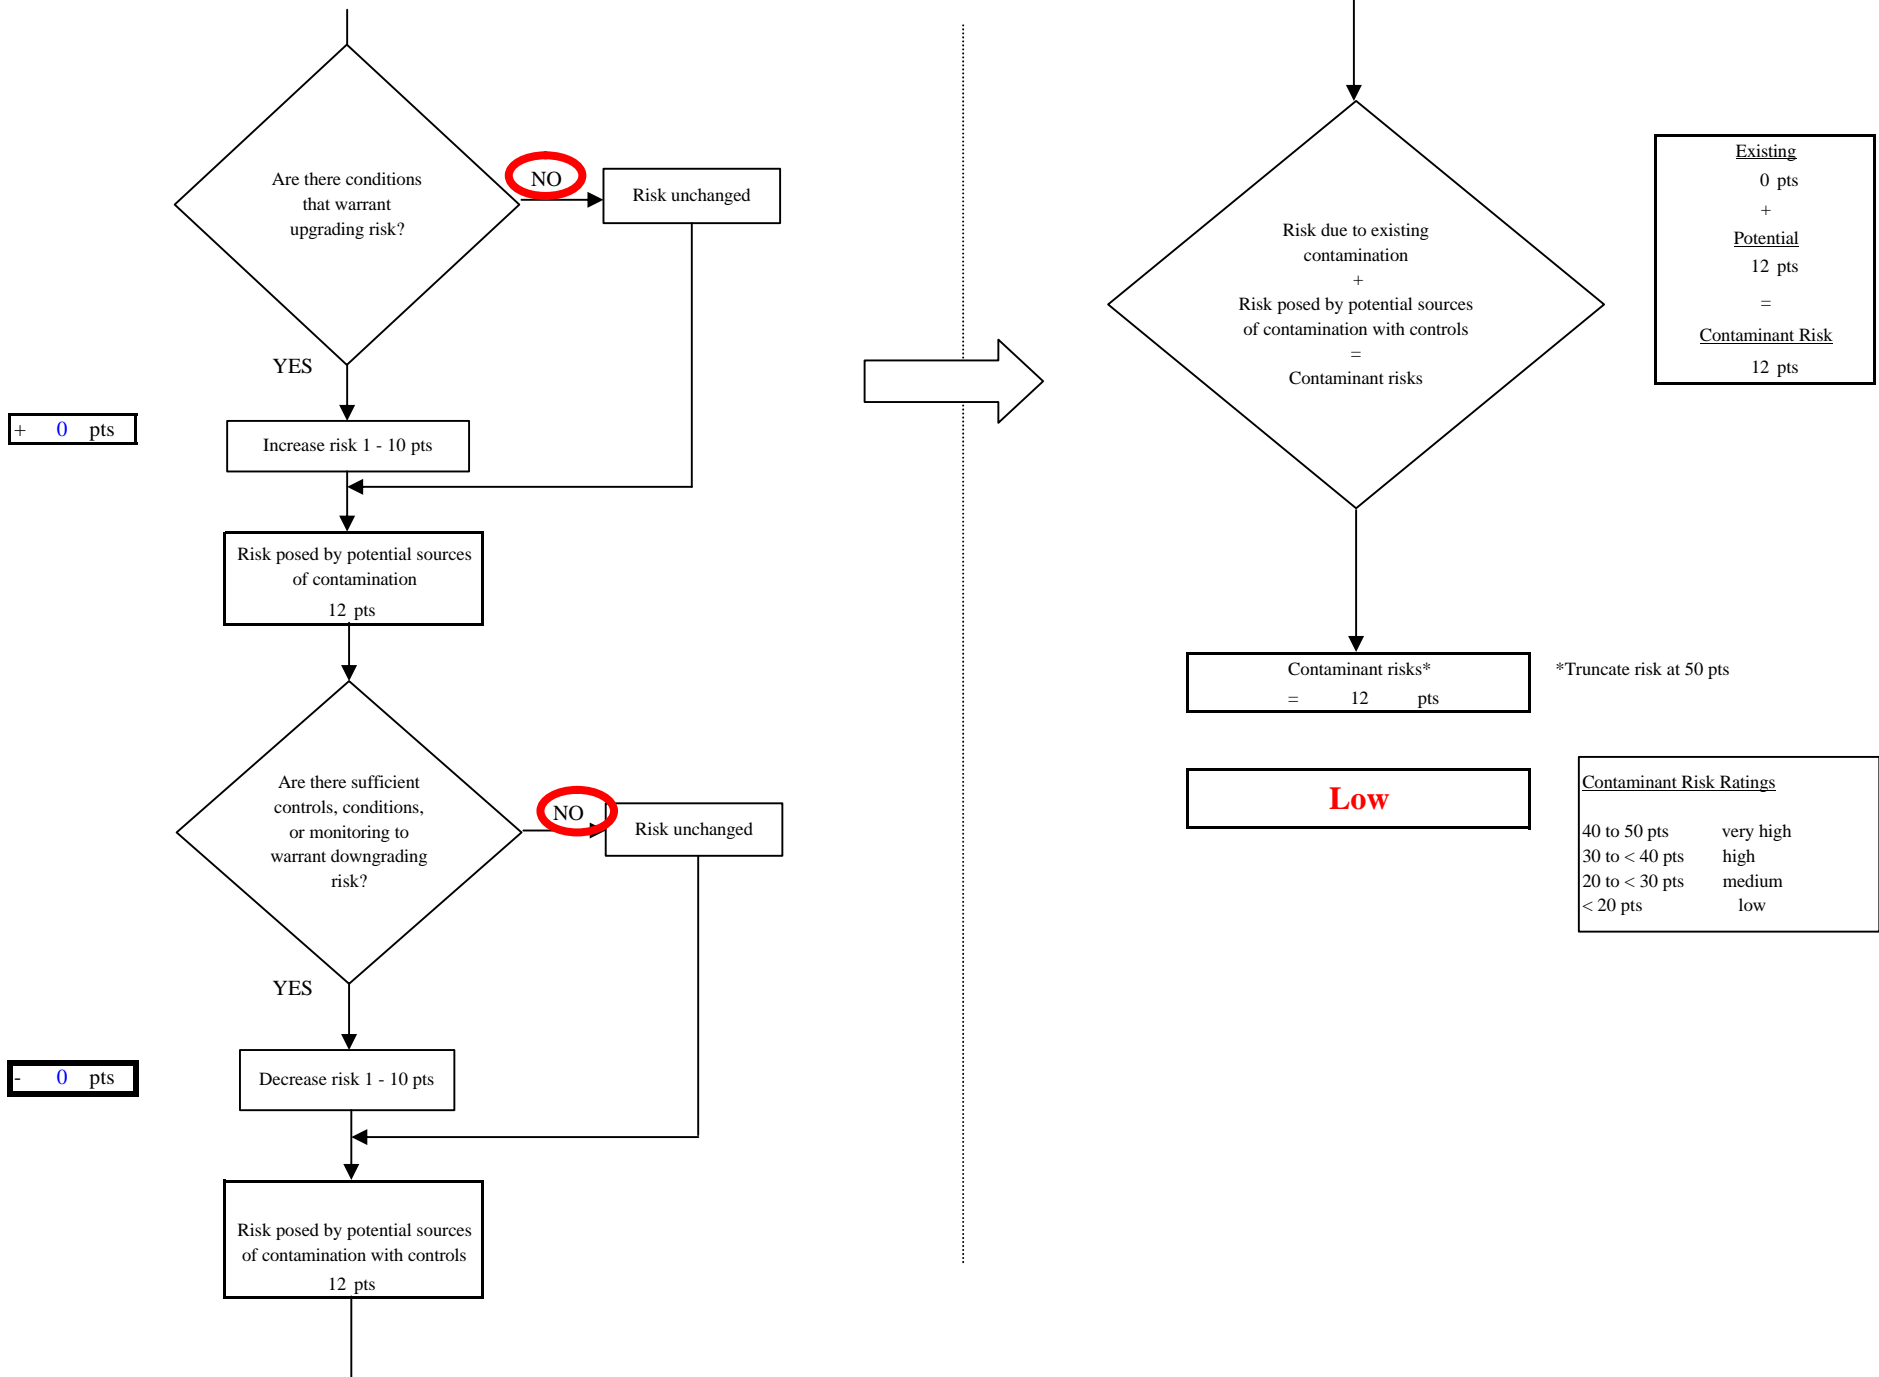 Are there conditions
that warrant
upgrading risk?
NO
Risk unchanged
YES
+ 0 pts
Increase risk 1 - 10 pts
Risk posed by potential sources
of contamination
12 pts
Are there sufficient
controls, conditions,
or monitoring to
warrant downgrading
risk?
NO
Risk unchanged
YES
- 0 pts
Decrease risk 1 - 10 pts
Risk posed by potential sources
of contamination with controls
12 pts
Risk due to existing
contamination
+
Risk posed by potential sources
of contamination with controls
=
Contaminant risks
Existing
0 pts
+
Potential
12 pts
=
Contaminant Risk
12 pts
Contaminant risks*
= 12 pts
*Truncate risk at 50 pts
Low
Contaminant Risk Ratings
40 to 50 pts very high
30 to < 40 pts high
20 to < 30 pts medium
< 20 pts low